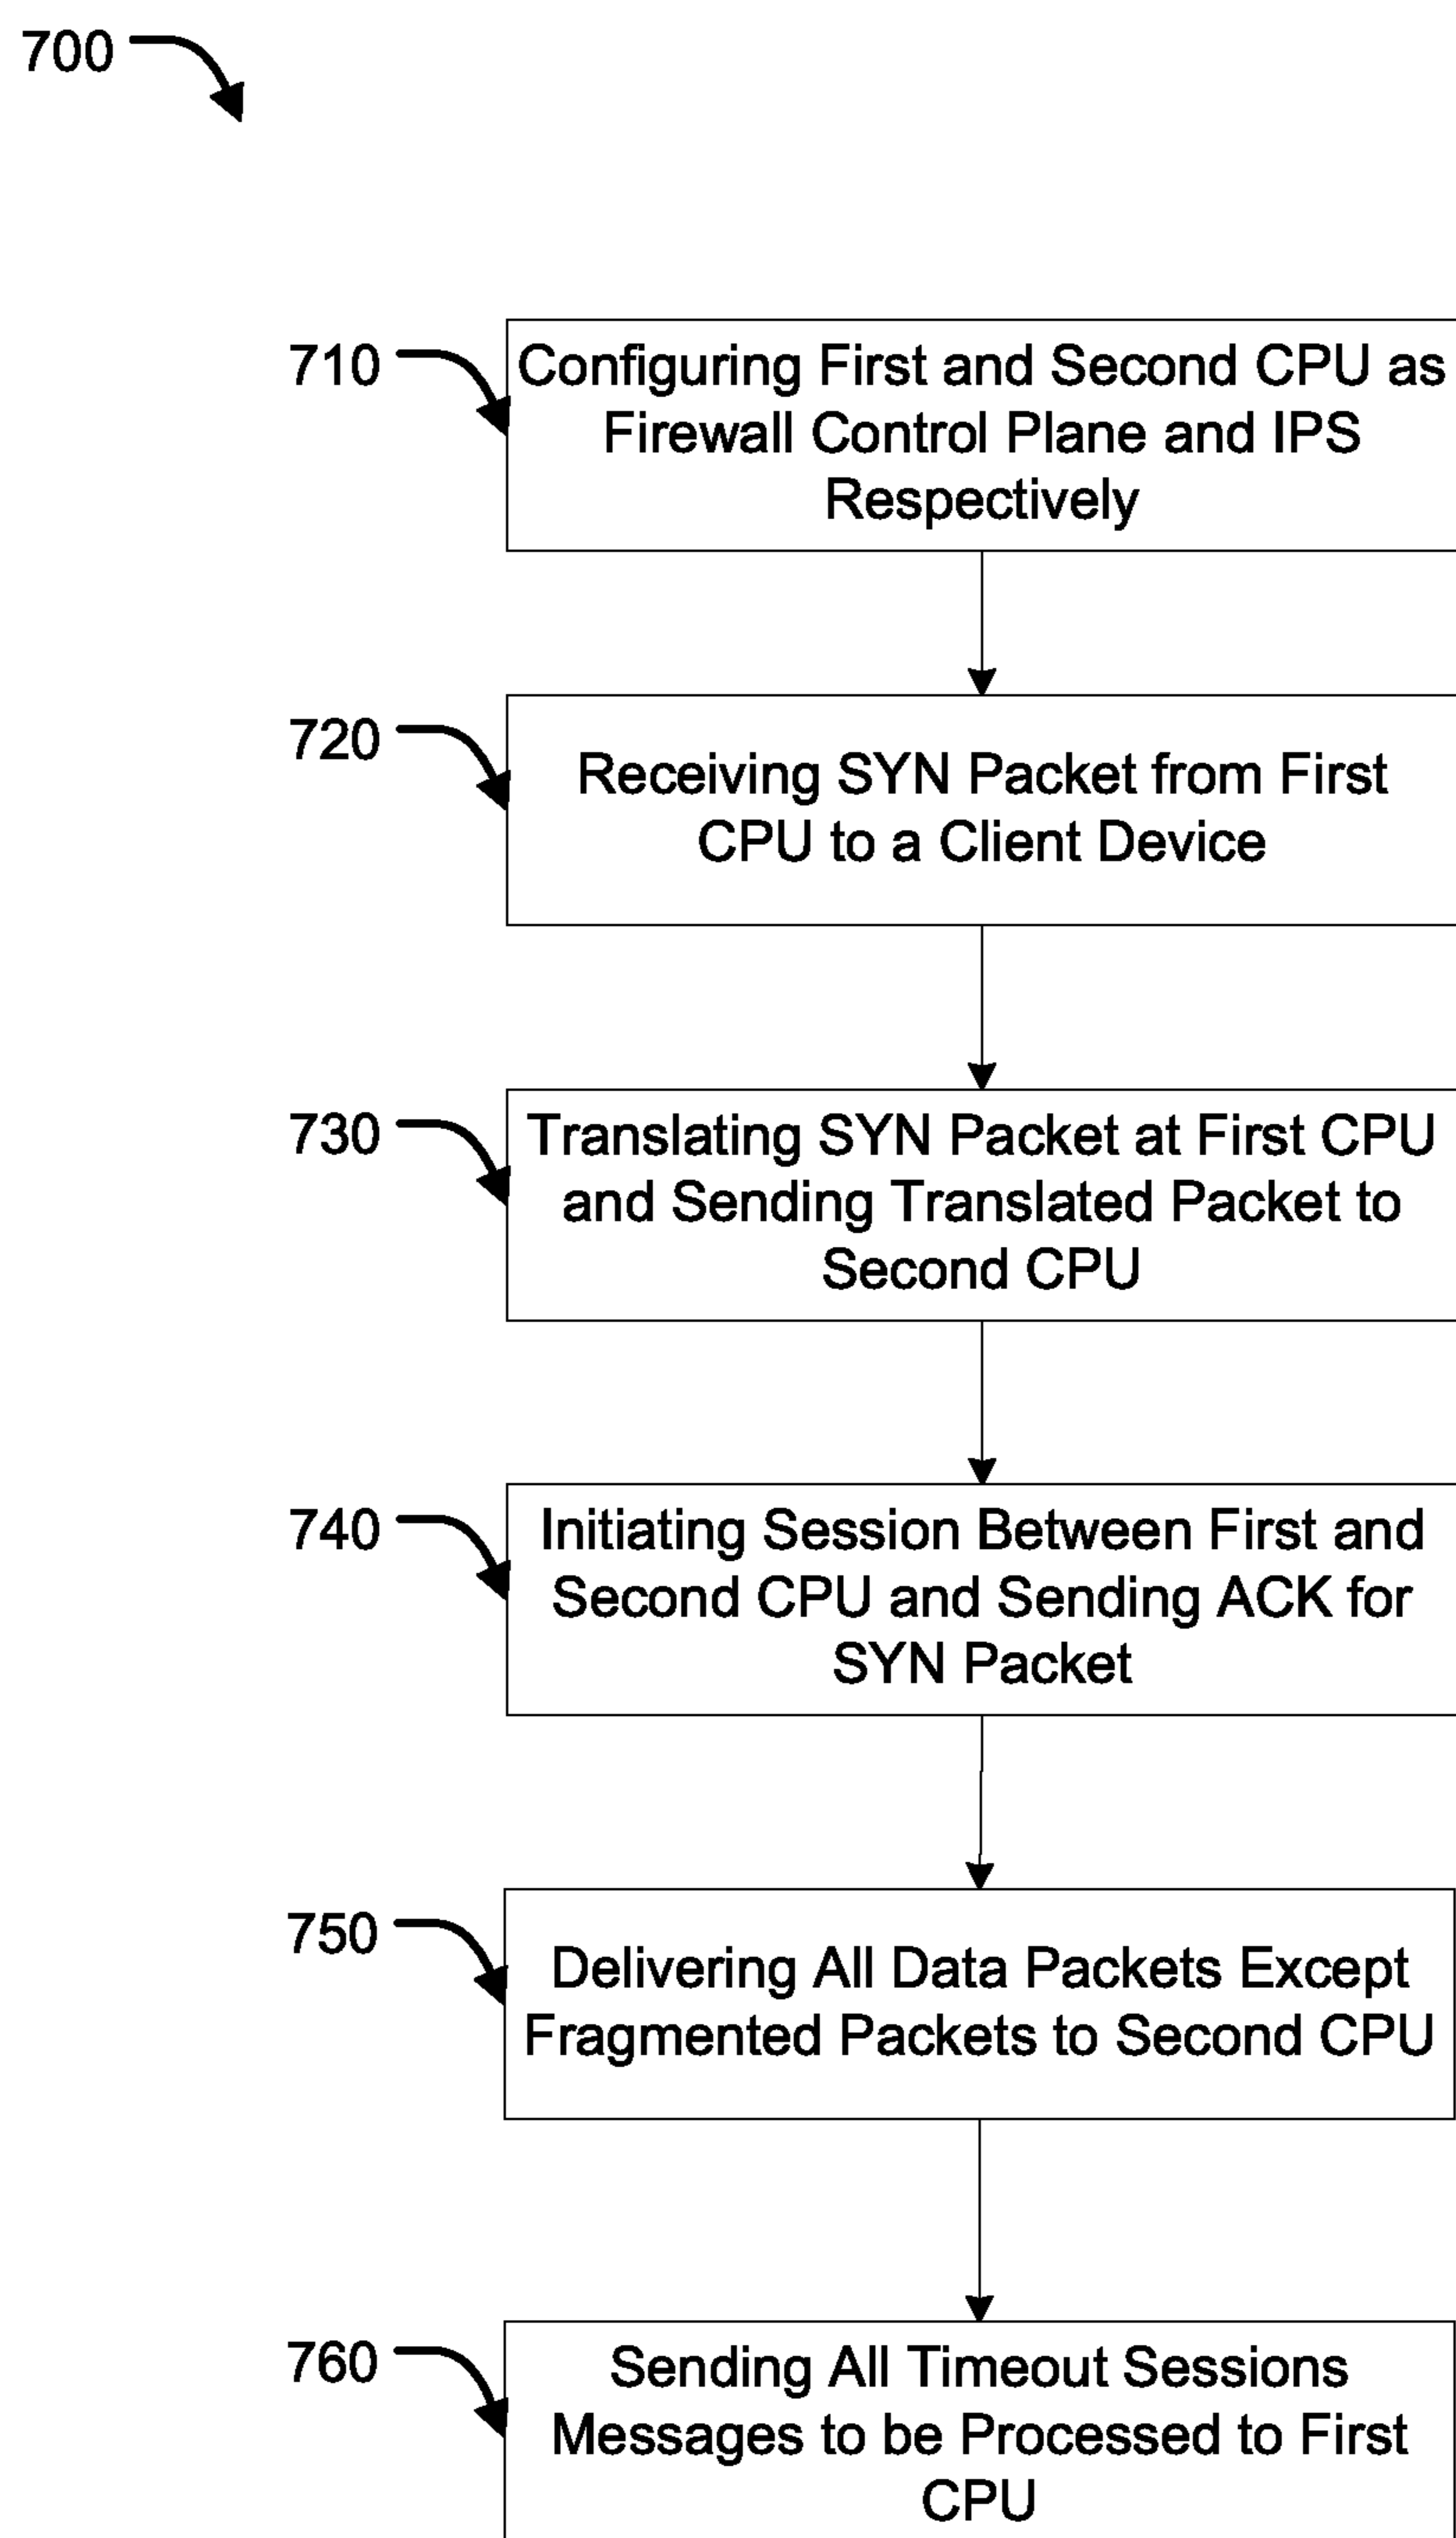 700
710
Configuring First and Second CPU as
Firewall Control Plane and IPS
Respectively
720
Receiving SYN Packet from First
CPU to a Client Device
730
Translating SYN Packet at First CPU
and Sending Translated Packet to
Second CPU
740
Initiating Session Between First and
Second CPU and Sending ACK for
SYN Packet
750
Delivering All Data Packets Except
Fragmented Packets to Second CPU
760
Sending All Timeout Sessions
Messages to be Processed to First
CPU